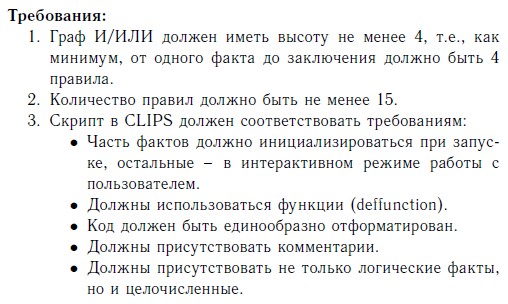 Требования:
1. Граф И/ИЛИ должен иметь высоту не менее 4, т.е., как
минимум, от одного факта до заключения должно быть 4
правила.
2. Количество правил должно быть не менее 15.
3. Скрипт в CLIPS должен соответствовать требованиям:
• Часть фактов должно инициализироваться при запус-
ке, остальные – в интерактивном режиме работы с
пользователем.
• Должны использоваться функции (deffunction).
• Код должен быть единообразно отформатирован.
• Должны присутствовать комментарии.
• Должны присутствовать не только логические факты,
но и целочисленные.